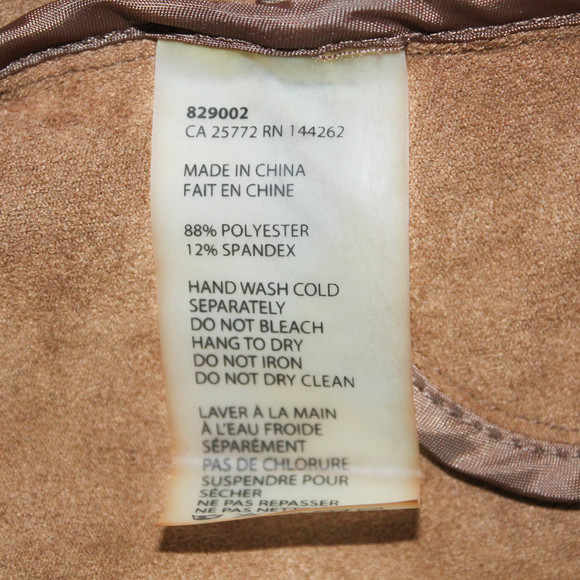 829002
CA 25772 RN 144262
MADE IN CHINA
FAIT EN CHINE
88% POLYESTER
12% SPANDEX
HAND WASH COLD
SEPARATELY
DO NOT BLEACH
HANG TO DRY
DO NOT IRON
DO NOT DRY CLEAN
LAVER À LA MAIN
À L'EAU FROIDE
SÉPARÉMENT
PAS DE CHLORURE
SUSPENDRE POUR
SÉCHER
NE PAS REPASSER
NE PAS